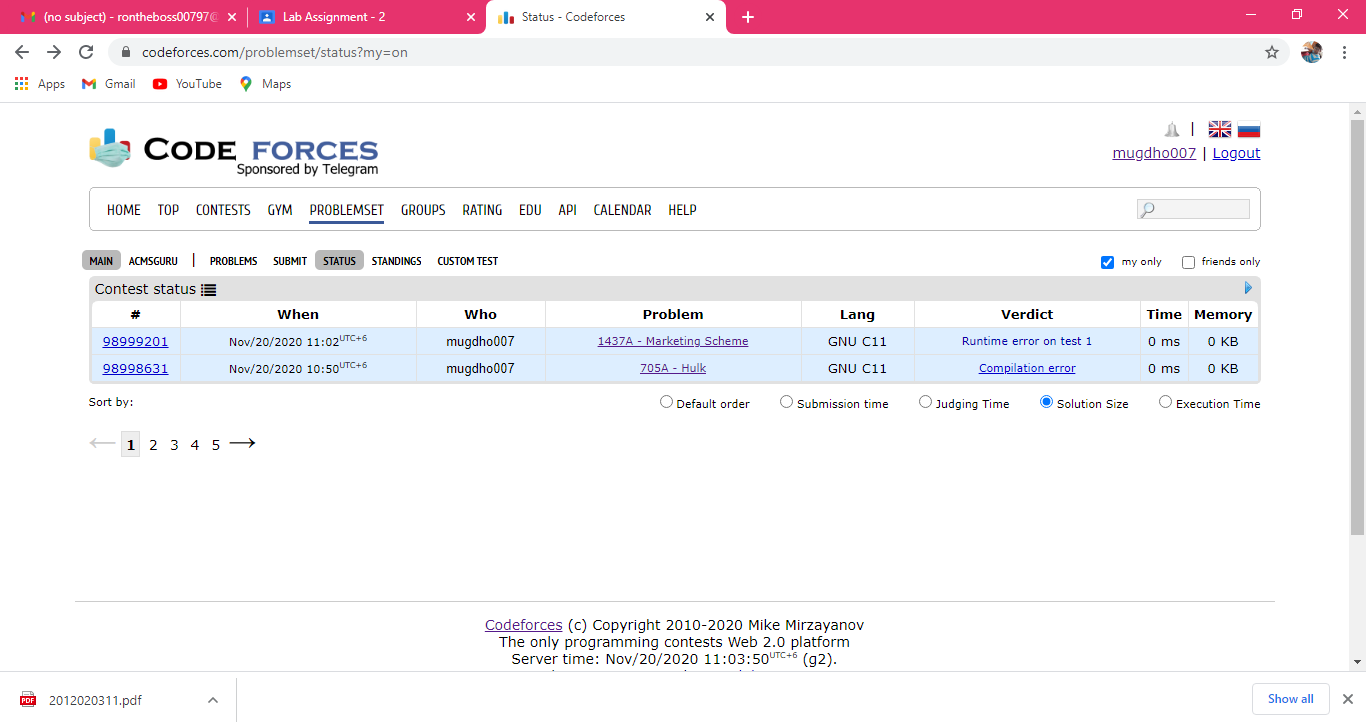 (no subject) - rontheboss00797@
Lab Assignment - 2
Status - Codeforces
codeforces.com/problemset/status?my=on
Apps Gmail YouTube Maps
CODE FORCES
Sponsored by Telegram
mugdho007 | Logout
HOME TOP CONTESTS GYM PROBLEMSET GROUPS RATING EDU API CALENDAR HELP
MAIN ACMSGURU | PROBLEMS SUBMIT STATUS STANDINGS CUSTOM TEST
my only friends only
Contest status
# When Who Problem Lang Verdict Time Memory
98999201 Nov/20/2020 11:02UTC+6 mugdho007 1437A - Marketing Scheme GNU C11 Runtime error on test 1 0 ms 0 KB
98998631 Nov/20/2020 10:50UTC+6 mugdho007 705A - Hulk GNU C11 Compilation error 0 ms 0 KB
Sort by: Default order Submission time Judging Time Solution Size Execution Time
← 1 2 3 4 5 →
Codeforces (c) Copyright 2010-2020 Mike Mirzayanov
The only programming contests Web 2.0 platform
Server time: Nov/20/2020 11:03:50UTC+6 (g2).
PDF 2012020311.pdf
Show all